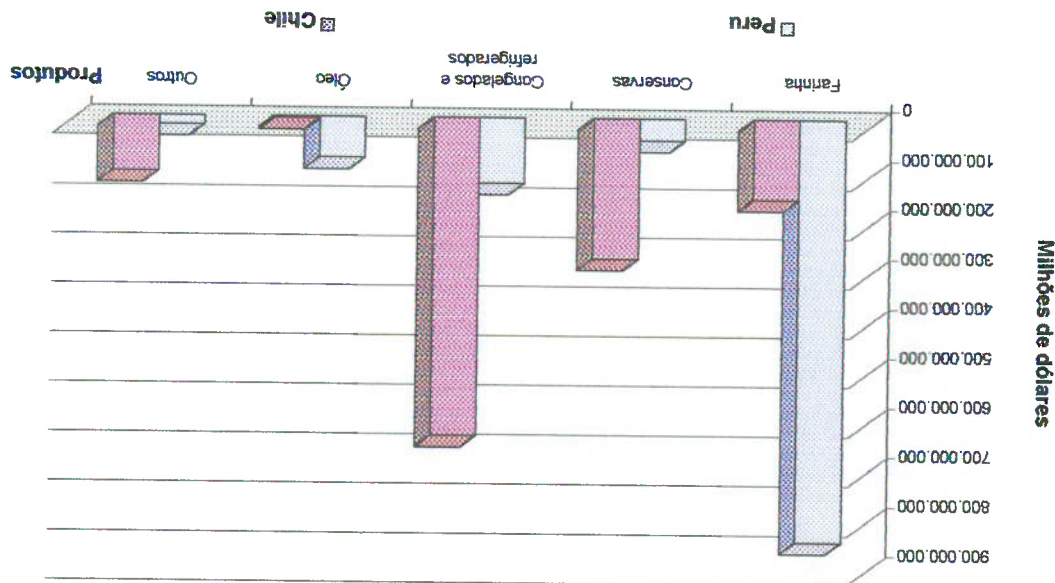 Milhões de dólares
900.000.000
800.000.000
700.000.000
600.000.000
500.000.000
400.000.000
300.000.000
200.000.000
100.000.000
0
Farinha
Conservas
Congelados e
refrigerados
Óleo
Outros
Produtos
Peru
Chile